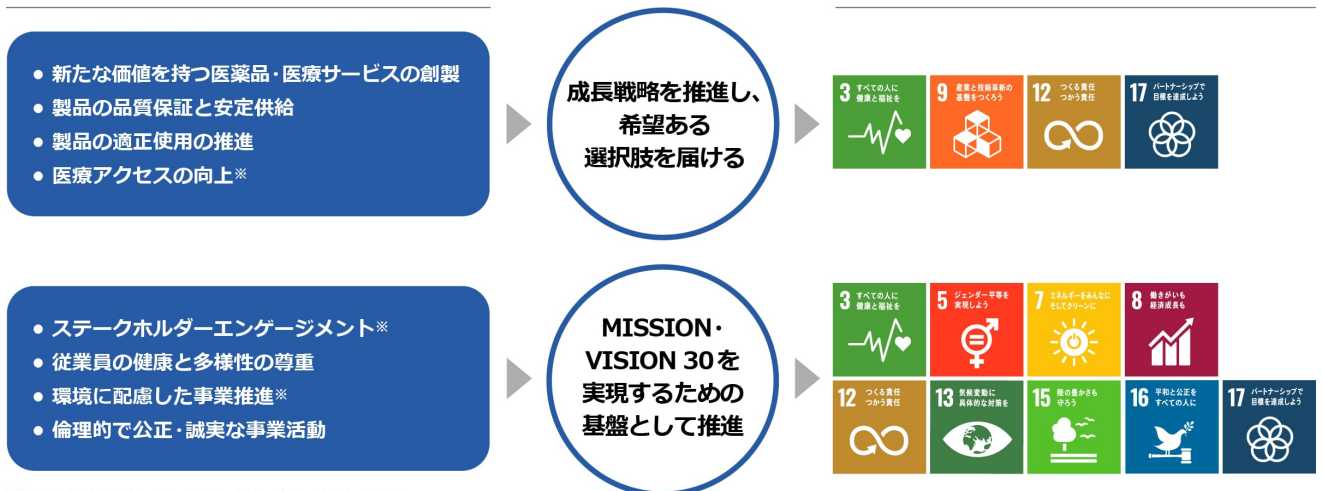 ● 新たな価値を持つ医薬品・医療サービスの創製
● 製品の品質保証と安定供給
● 製品の適正使用の推進
● 医療アクセスの向上※
成長戦略を推進し、
希望ある
選択肢を届ける
3 すべての人に
健康と福祉を
9 産業と技術革新の
基盤をつくろう
12 つくる責任
つかう責任
17 パートナーシップで
目標を達成しよう
● ステークホルダーエンゲージメント※
● 従業員の健康と多様性の尊重
● 環境に配慮した事業推進※
● 倫理的で公正・誠実な事業活動
MISSION・
VISION 30を
実現するための
基盤として推進
3 すべての人に
健康と福祉を
5 ジェンダー平等を
実現しよう
7 エネルギーをみんなに
そしてクリーンに
8 働きがいも
経済成長も
12 つくる責任
つかう責任
13 気候変動に
具体的な対策を
15 陸の豊かさも
守ろう
16 平和と公正を
すべての人に
17 パートナーシップで
目標を達成しよう